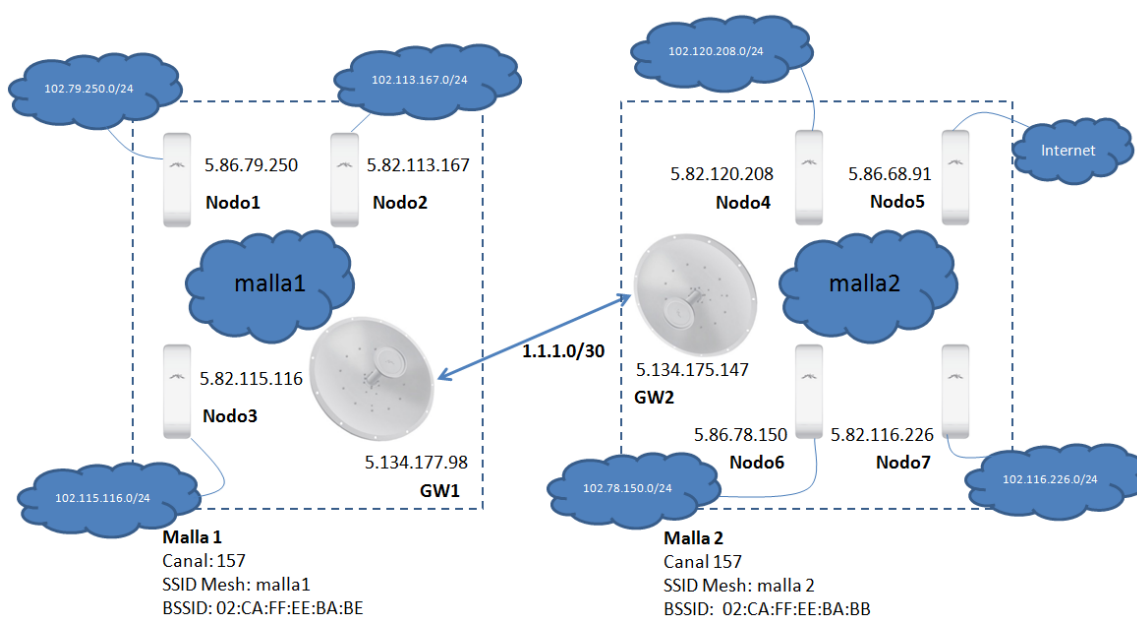 102.79.250.0/24
102.113.167.0/24
5.86.79.250
Nodo1
5.82.113.167
Nodo2
malla1
5.82.115.116
Nodo3
5.134.177.98
GW1
102.115.116.0/24
Malla 1
Canal: 157
SSID Mesh: malla1
BSSID: 02:CA:FF:EE:BA:BE
1.1.1.0/30
102.120.208.0/24
Internet
5.82.120.208
Nodo4
5.86.68.91
Nodo5
malla2
5.134.175.147
GW2
5.86.78.150
Nodo6
5.82.116.226
Nodo7
102.78.150.0/24
102.116.226.0/24
Malla 2
Canal 157
SSID Mesh: malla 2
BSSID: 02:CA:FF:EE:BA:BB